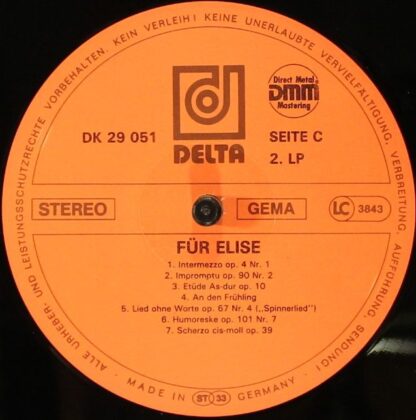 ALLE URHEBER- UND LEISTUNGSSCHUTZRECHTE VORBEHALTEN. KEIN VERLEIH! KEINE UNERLAUBTE VERVIELFÄLTIGUNG, VERBREITUNG, AUFFÜHRUNG, SENDUNG!
Direct Metal
DMM
Mastering
DK 29 051
DELTA
SEITE C
2. LP
STEREO
GEMA
LC 3843
FÜR ELISE
1. Intermezzo op. 4 Nr. 1
2. Impromptu op. 90 Nr. 2
3. Etüde As-dur op. 10
4. An den Frühling
5. Lied ohne Worte op. 67 Nr. 4 („Spinnerlied")
6. Humoreske op. 101 Nr. 7
7. Scherzo cis-moll op. 39
MADE IN ST 33 GERMANY